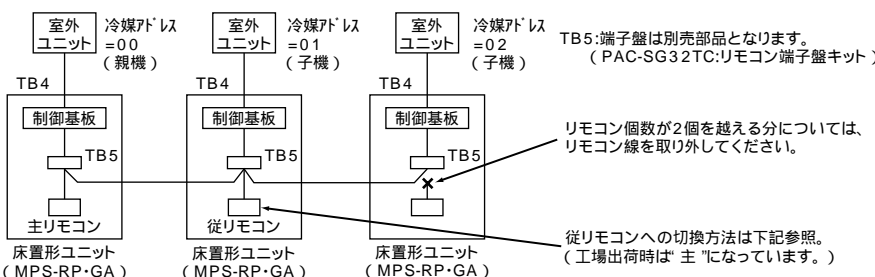 室外
ユニット
冷媒アドレス
=00
(親機)
室外
ユニット
冷媒アドレス
=01
(子機)
室外
ユニット
冷媒アドレス
=02
(子機)
TB5:端子盤は別売部品となります。
(PAC-SG32TC:リモコン端子盤キット)
TB4
TB4
TB4
制御基板
制御基板
制御基板
リモコン個数が2個を越える分については、
リモコン線を取り外してください。
TB5
TB5
TB5
主リモコン
従リモコン
従リモコンへの切換方法は下記参照。
(工場出荷時は“主”になっています。)
床置形ユニット
(MPS-RP・GA)
床置形ユニット
(MPS-RP・GA)
床置形ユニット
(MPS-RP・GA)